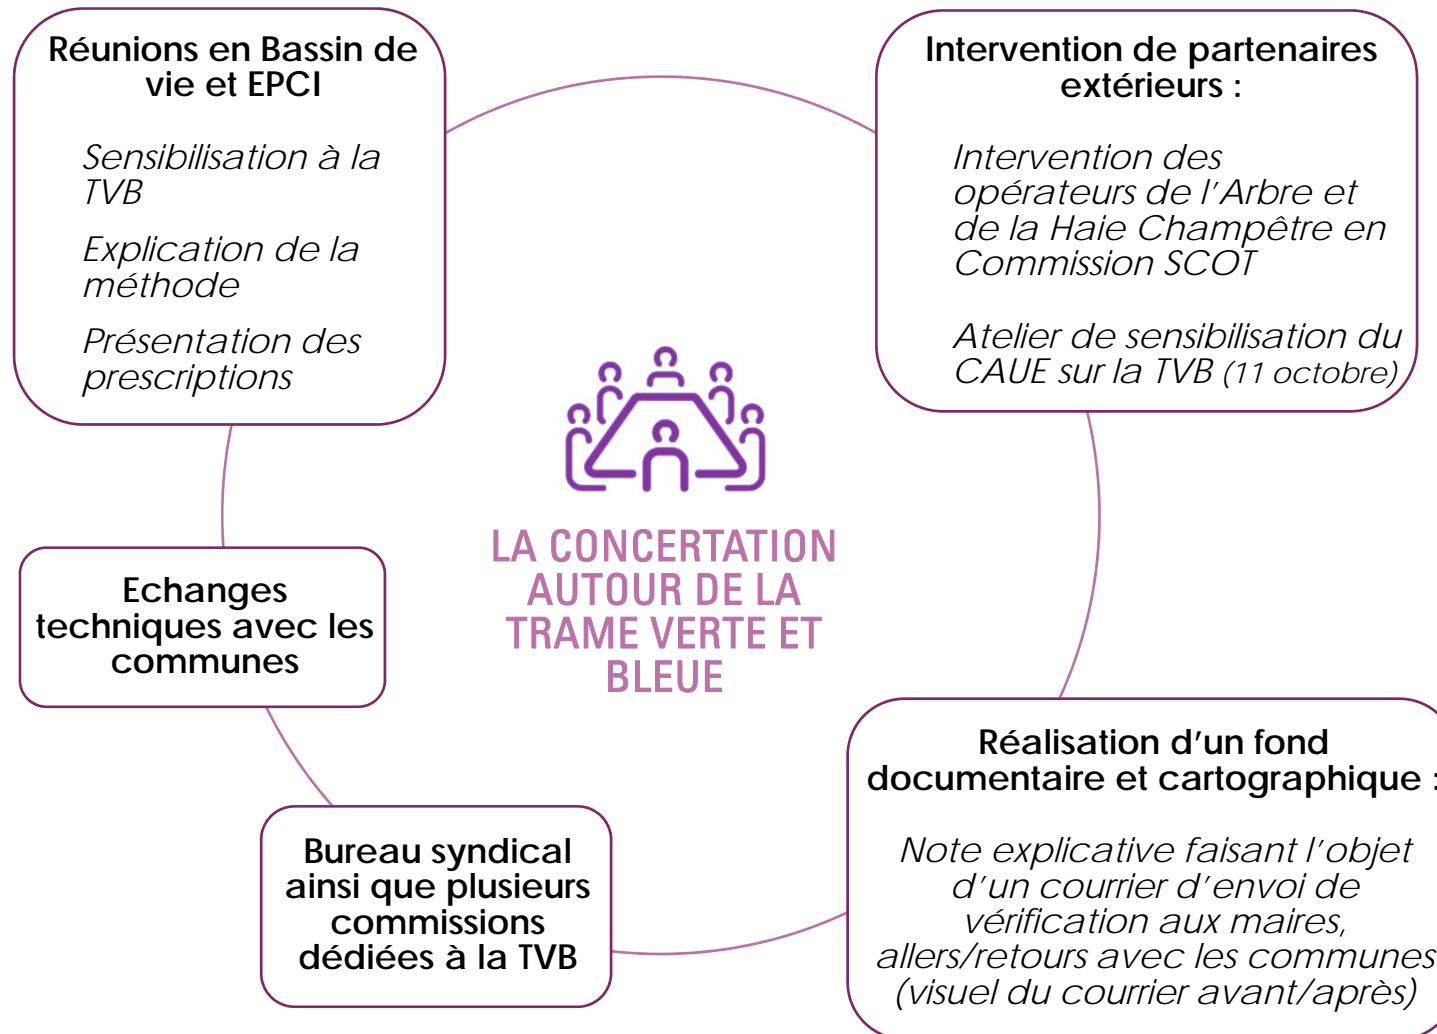 Réunions en Bassin de
vie et EPCI
Sensibilisation à la
TVB
Explication de la
méthode
Présentation des
prescriptions
Intervention de partenaires
extérieurs :
Intervention des
opérateurs de l'Arbre et
de la Haie Champêtre en
Commission SCOT
Atelier de sensibilisation du
CAUE sur la TVB (11 octobre)
LA CONCERTATION
AUTOUR DE LA
TRAME VERTE ET
BLEUE
Echanges
techniques avec les
communes
Bureau syndical
ainsi que plusieurs
commissions
dédiées à la TVB
Réalisation d'un fond
documentaire et cartographique :
Note explicative faisant l'objet
d'un courrier d'envoi de
vérification aux maires,
allers/retours avec les communes
(visuel du courrier avant/après)